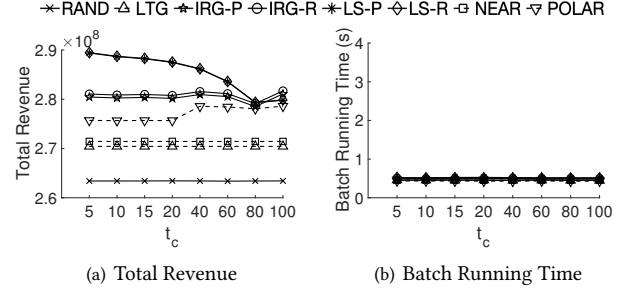 RAND LTG IRG-P IRG-R LS-P LS-R NEAR POLAR
×10⁸
2.9
2.8
2.7
2.6
Total Revenue
5 10 15 20 40 60 80 100
t_c
(a) Total Revenue
4
3
2
1
0
Batch Running Time (s)
5 10 15 20 40 60 80 100
t_c
(b) Batch Running Time